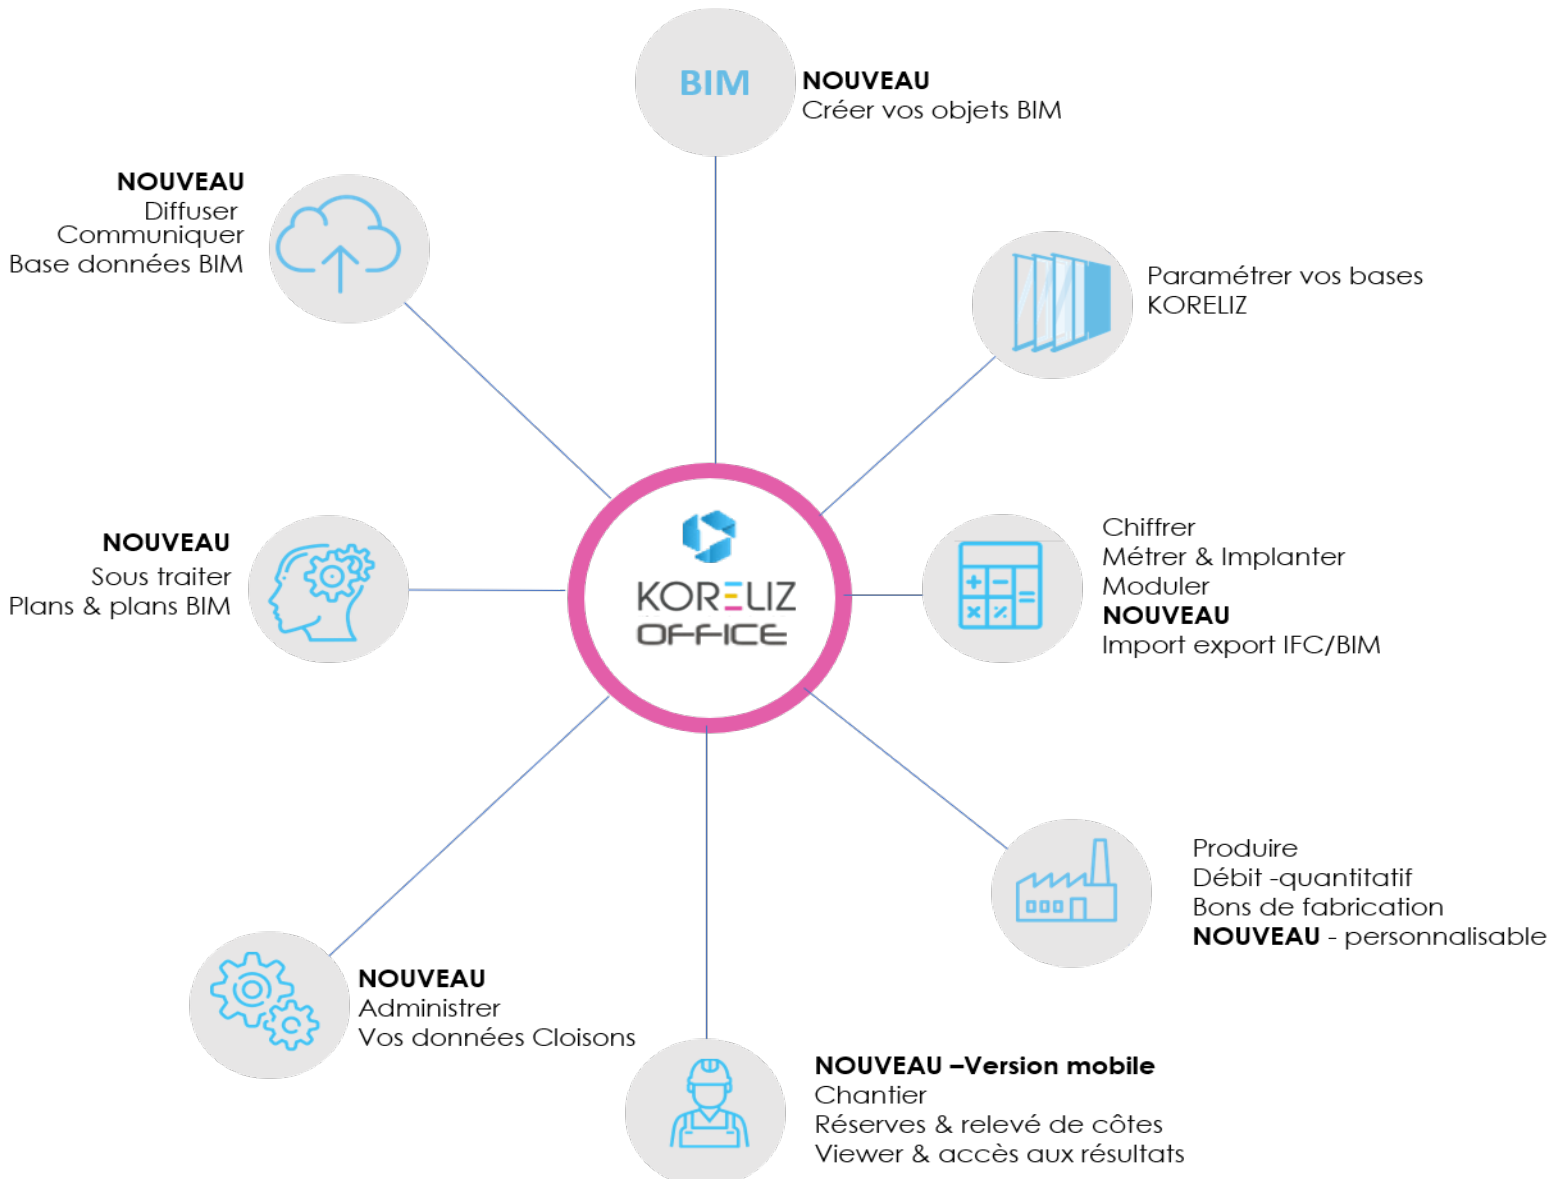 BIM
NOUVEAU
Créer vos objets BIM
NOUVEAU
Diffuser
Communiquer
Base données BIM
Paramétrer vos bases
KORELIZ
NOUVEAU
Sous traiter
Plans & plans BIM
KORELIZ
OFFICE
Chiffrer
Métrer & Implanter
Moduler
NOUVEAU
Import export IFC/BIM
Produire
Débit -quantitatif
Bons de fabrication
NOUVEAU - personnalisable
NOUVEAU
Administrer
Vos données Cloisons
NOUVEAU –Version mobile
Chantier
Réserves & relevé de côtes
Viewer & accès aux résultats